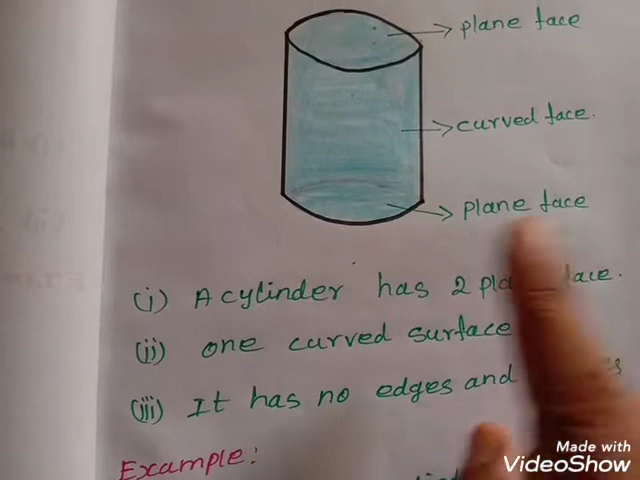 plane face
curved face.
plane face
(i) A cylinder has 2 face.
(ii) one curved surface
(iii) It has no edges and
Example:
Made with
VideoShow